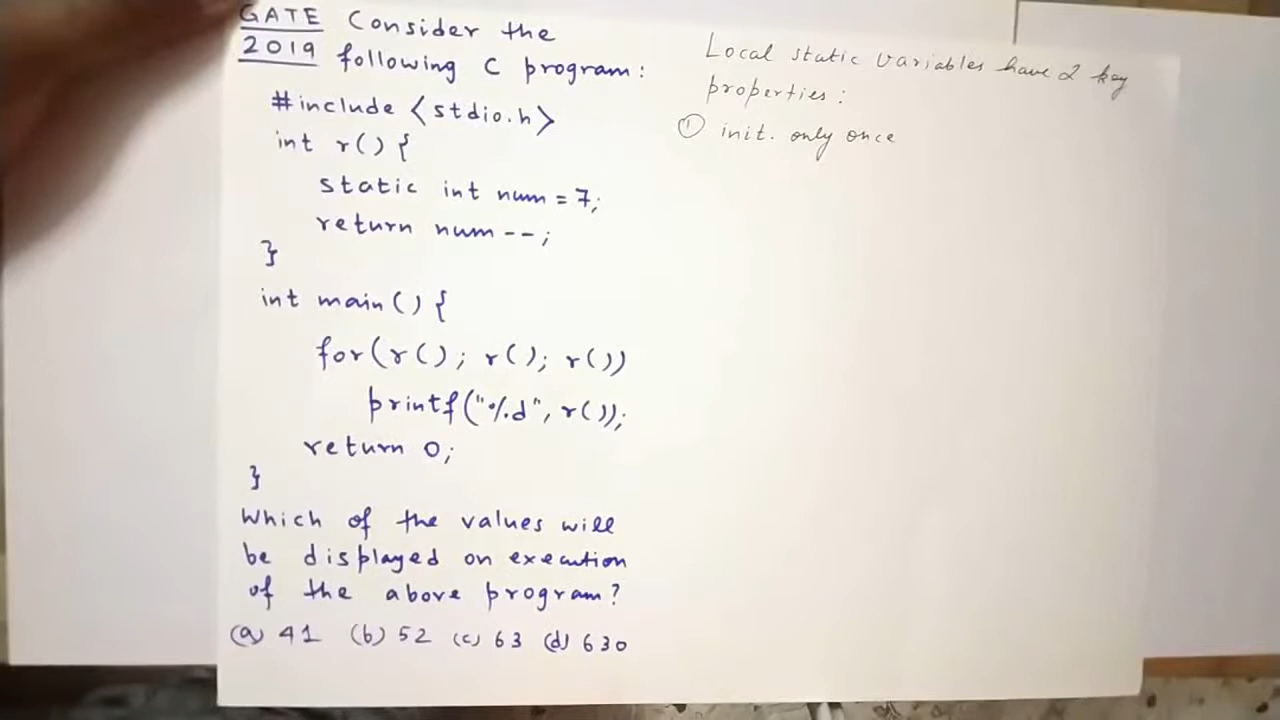 GATE Consider the
2019 following C program:
#include <stdio.h>
int r() {
static int num = 7;
return num --;
}
int main() {
for(r(); r(); r())
printf("%d", r());
return 0;
}
Which of the values will
be displayed on execution
of the above program?
(a) 41 (b) 52 (c) 63 (d) 630
Local static variables have 2 key
properties:
① init. only once